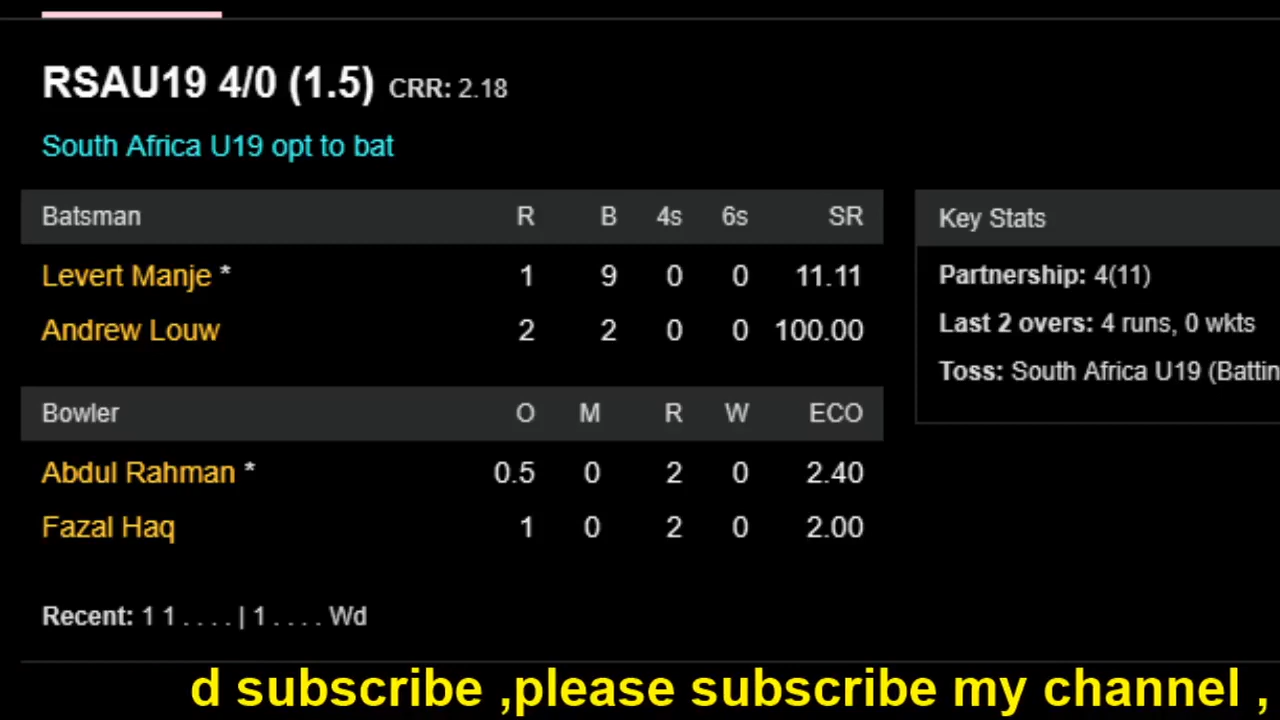 RSAU19 4/0 (1.5) CRR: 2.18
South Africa U19 opt to bat
Batsman R B 4s 6s SR
Levert Manje * 1 9 0 0 11.11
Andrew Louw 2 2 0 0 100.00
Bowler O M R W ECO
Abdul Rahman * 0.5 0 2 0 2.40
Fazal Haq 1 0 2 0 2.00
Recent: 1 1 . . . . | 1 . . . . Wd
Key Stats
Partnership: 4(11)
Last 2 overs: 4 runs, 0 wkts
Toss: South Africa U19 (Battin
d subscribe ,please subscribe my channel ,